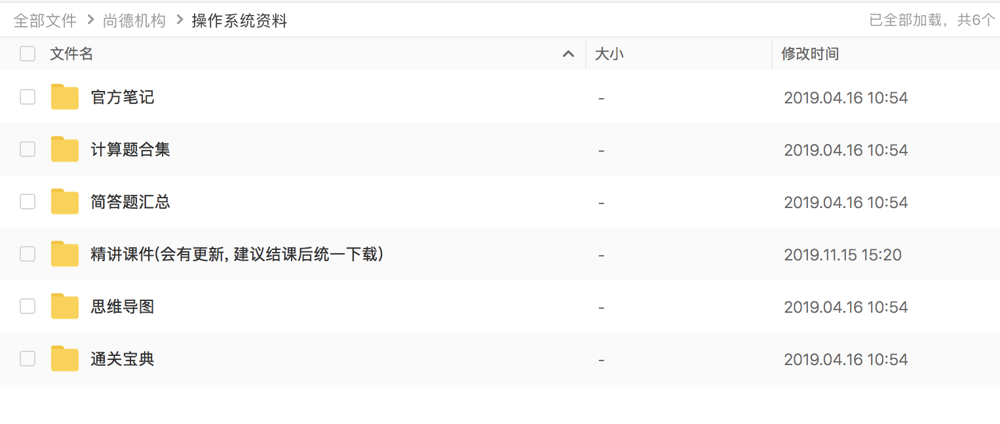 全部文件 > 尚德机构 > 操作系统资料 已全部加载，共6个
文件名 大小 修改时间
官方笔记 - 2019.04.16 10:54
计算题合集 - 2019.04.16 10:54
简答题汇总 - 2019.04.16 10:54
精讲课件(会有更新, 建议结课后统一下载) - 2019.11.15 15:20
思维导图 - 2019.04.16 10:54
通关宝典 - 2019.04.16 10:54